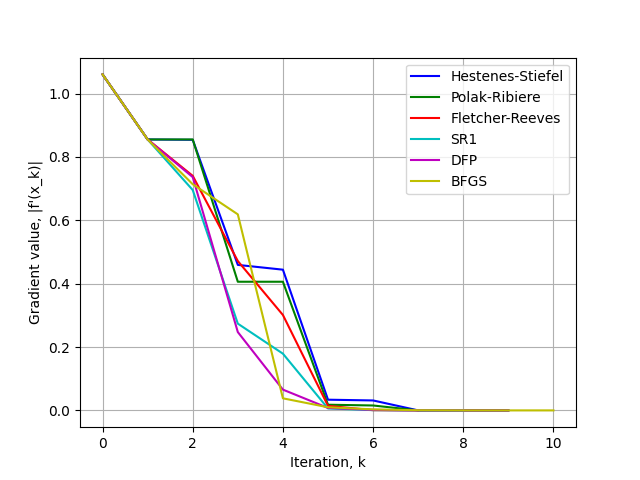 1.0
0.8
0.6
0.4
0.2
0.0
Gradient value, |f'(x_k)|
Hestenes-Stiefel
Polak-Ribiere
Fletcher-Reeves
SR1
DFP
BFGS
0 2 4 6 8 10
Iteration, k